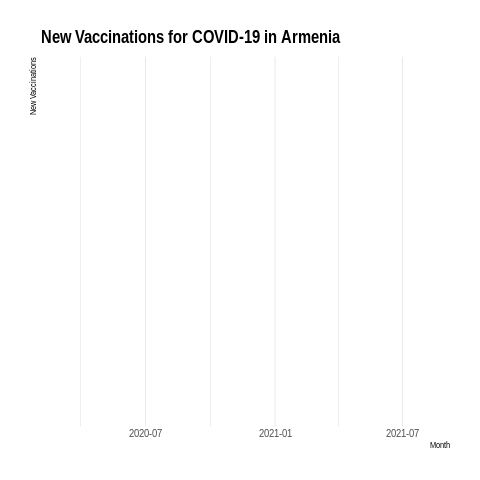 New Vaccinations for COVID-19 in Armenia
New Vaccinations
2020-07
2021-01
2021-07
Month